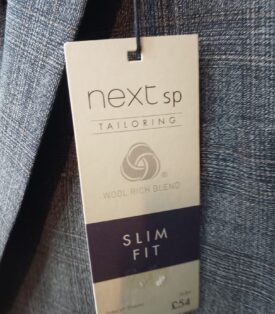 next sp
TAILORING
®
WOOL RICH BLEND
SLIM
FIT
£54